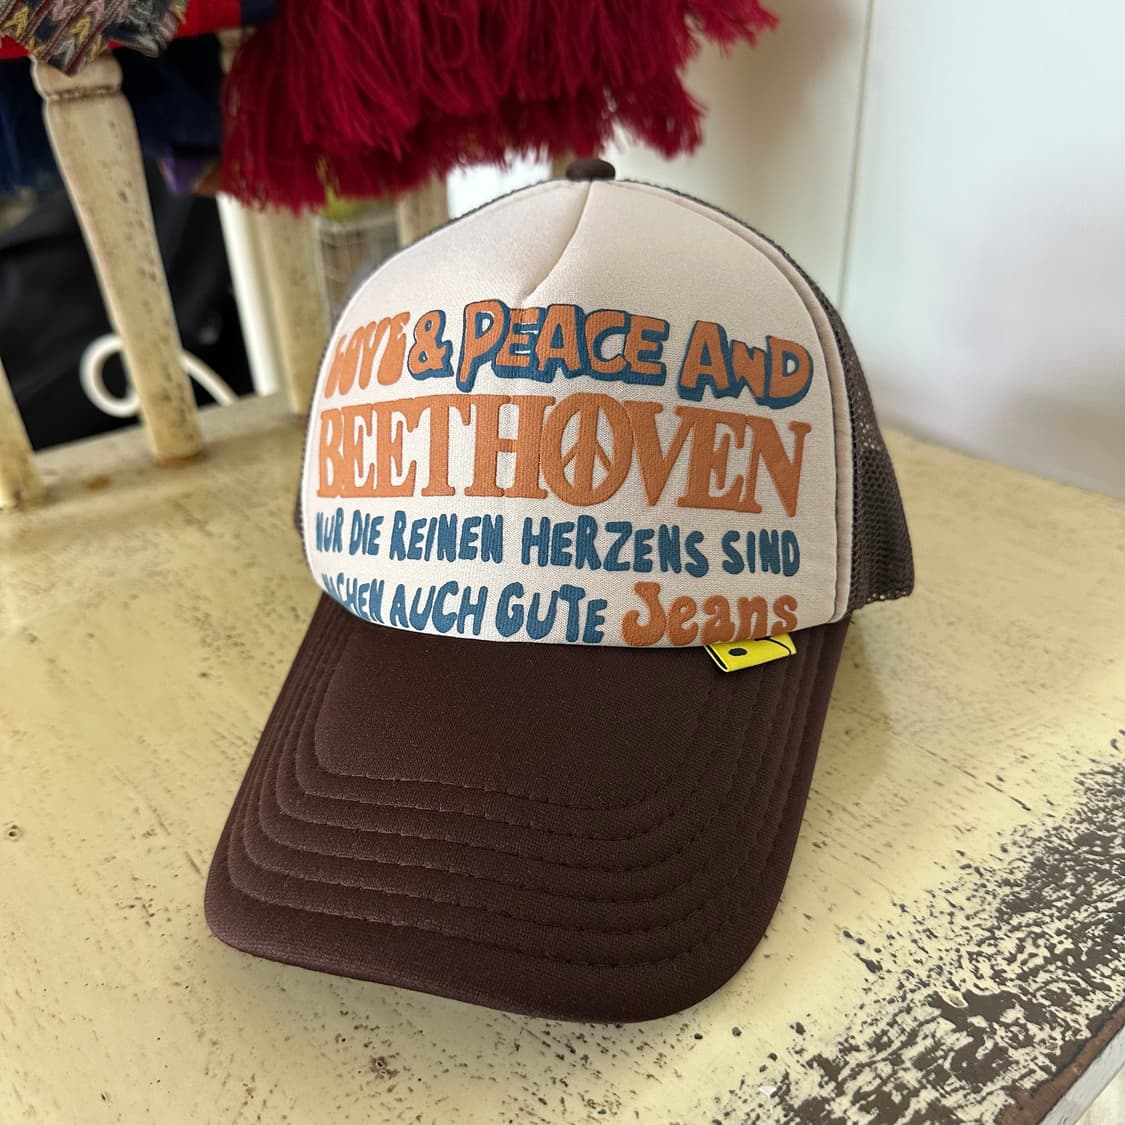 LOVE & PEACE AND
BEETHOVEN
NUR DIE REINEN HERZENS SIND
AUCH GUTE Jeans